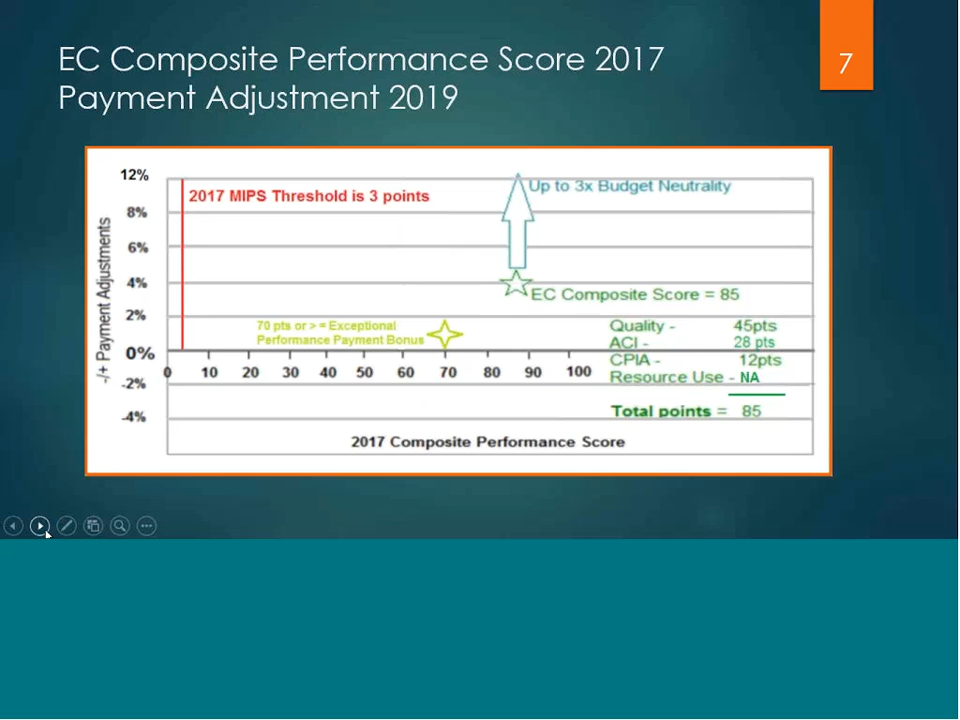 EC Composite Performance Score 2017
Payment Adjustment 2019
7
12%
8%
6%
4%
2%
0%
-2%
-4%
-/+ Payment Adjustments
2017 MIPS Threshold is 3 points
Up to 3x Budget Neutrality
EC Composite Score = 85
70 pts or > = Exceptional
Performance Payment Bonus
Quality - 45pts
ACI - 28 pts
CPIA - 12pts
Resource Use - NA
Total points = 85
0 10 20 30 40 50 60 70 80 90 100
2017 Composite Performance Score